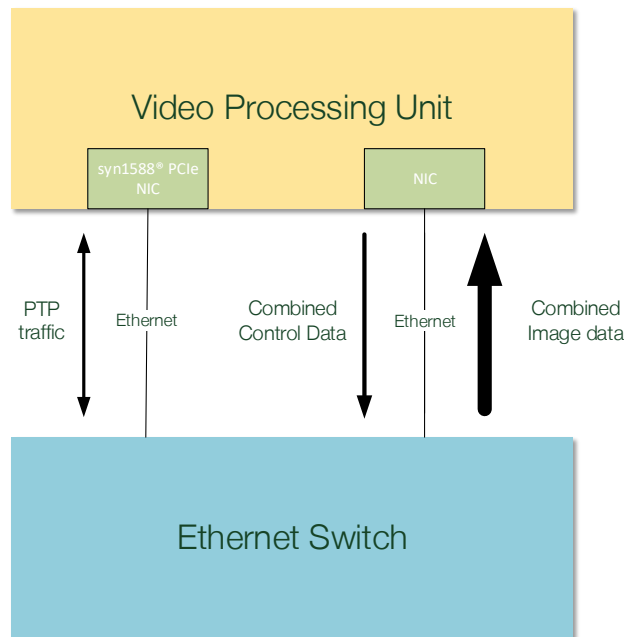 Video Processing Unit
syn1588® PCIe
NIC
NIC
PTP
traffic
Ethernet
Combined
Control Data
Ethernet
Combined
Image data
Ethernet Switch